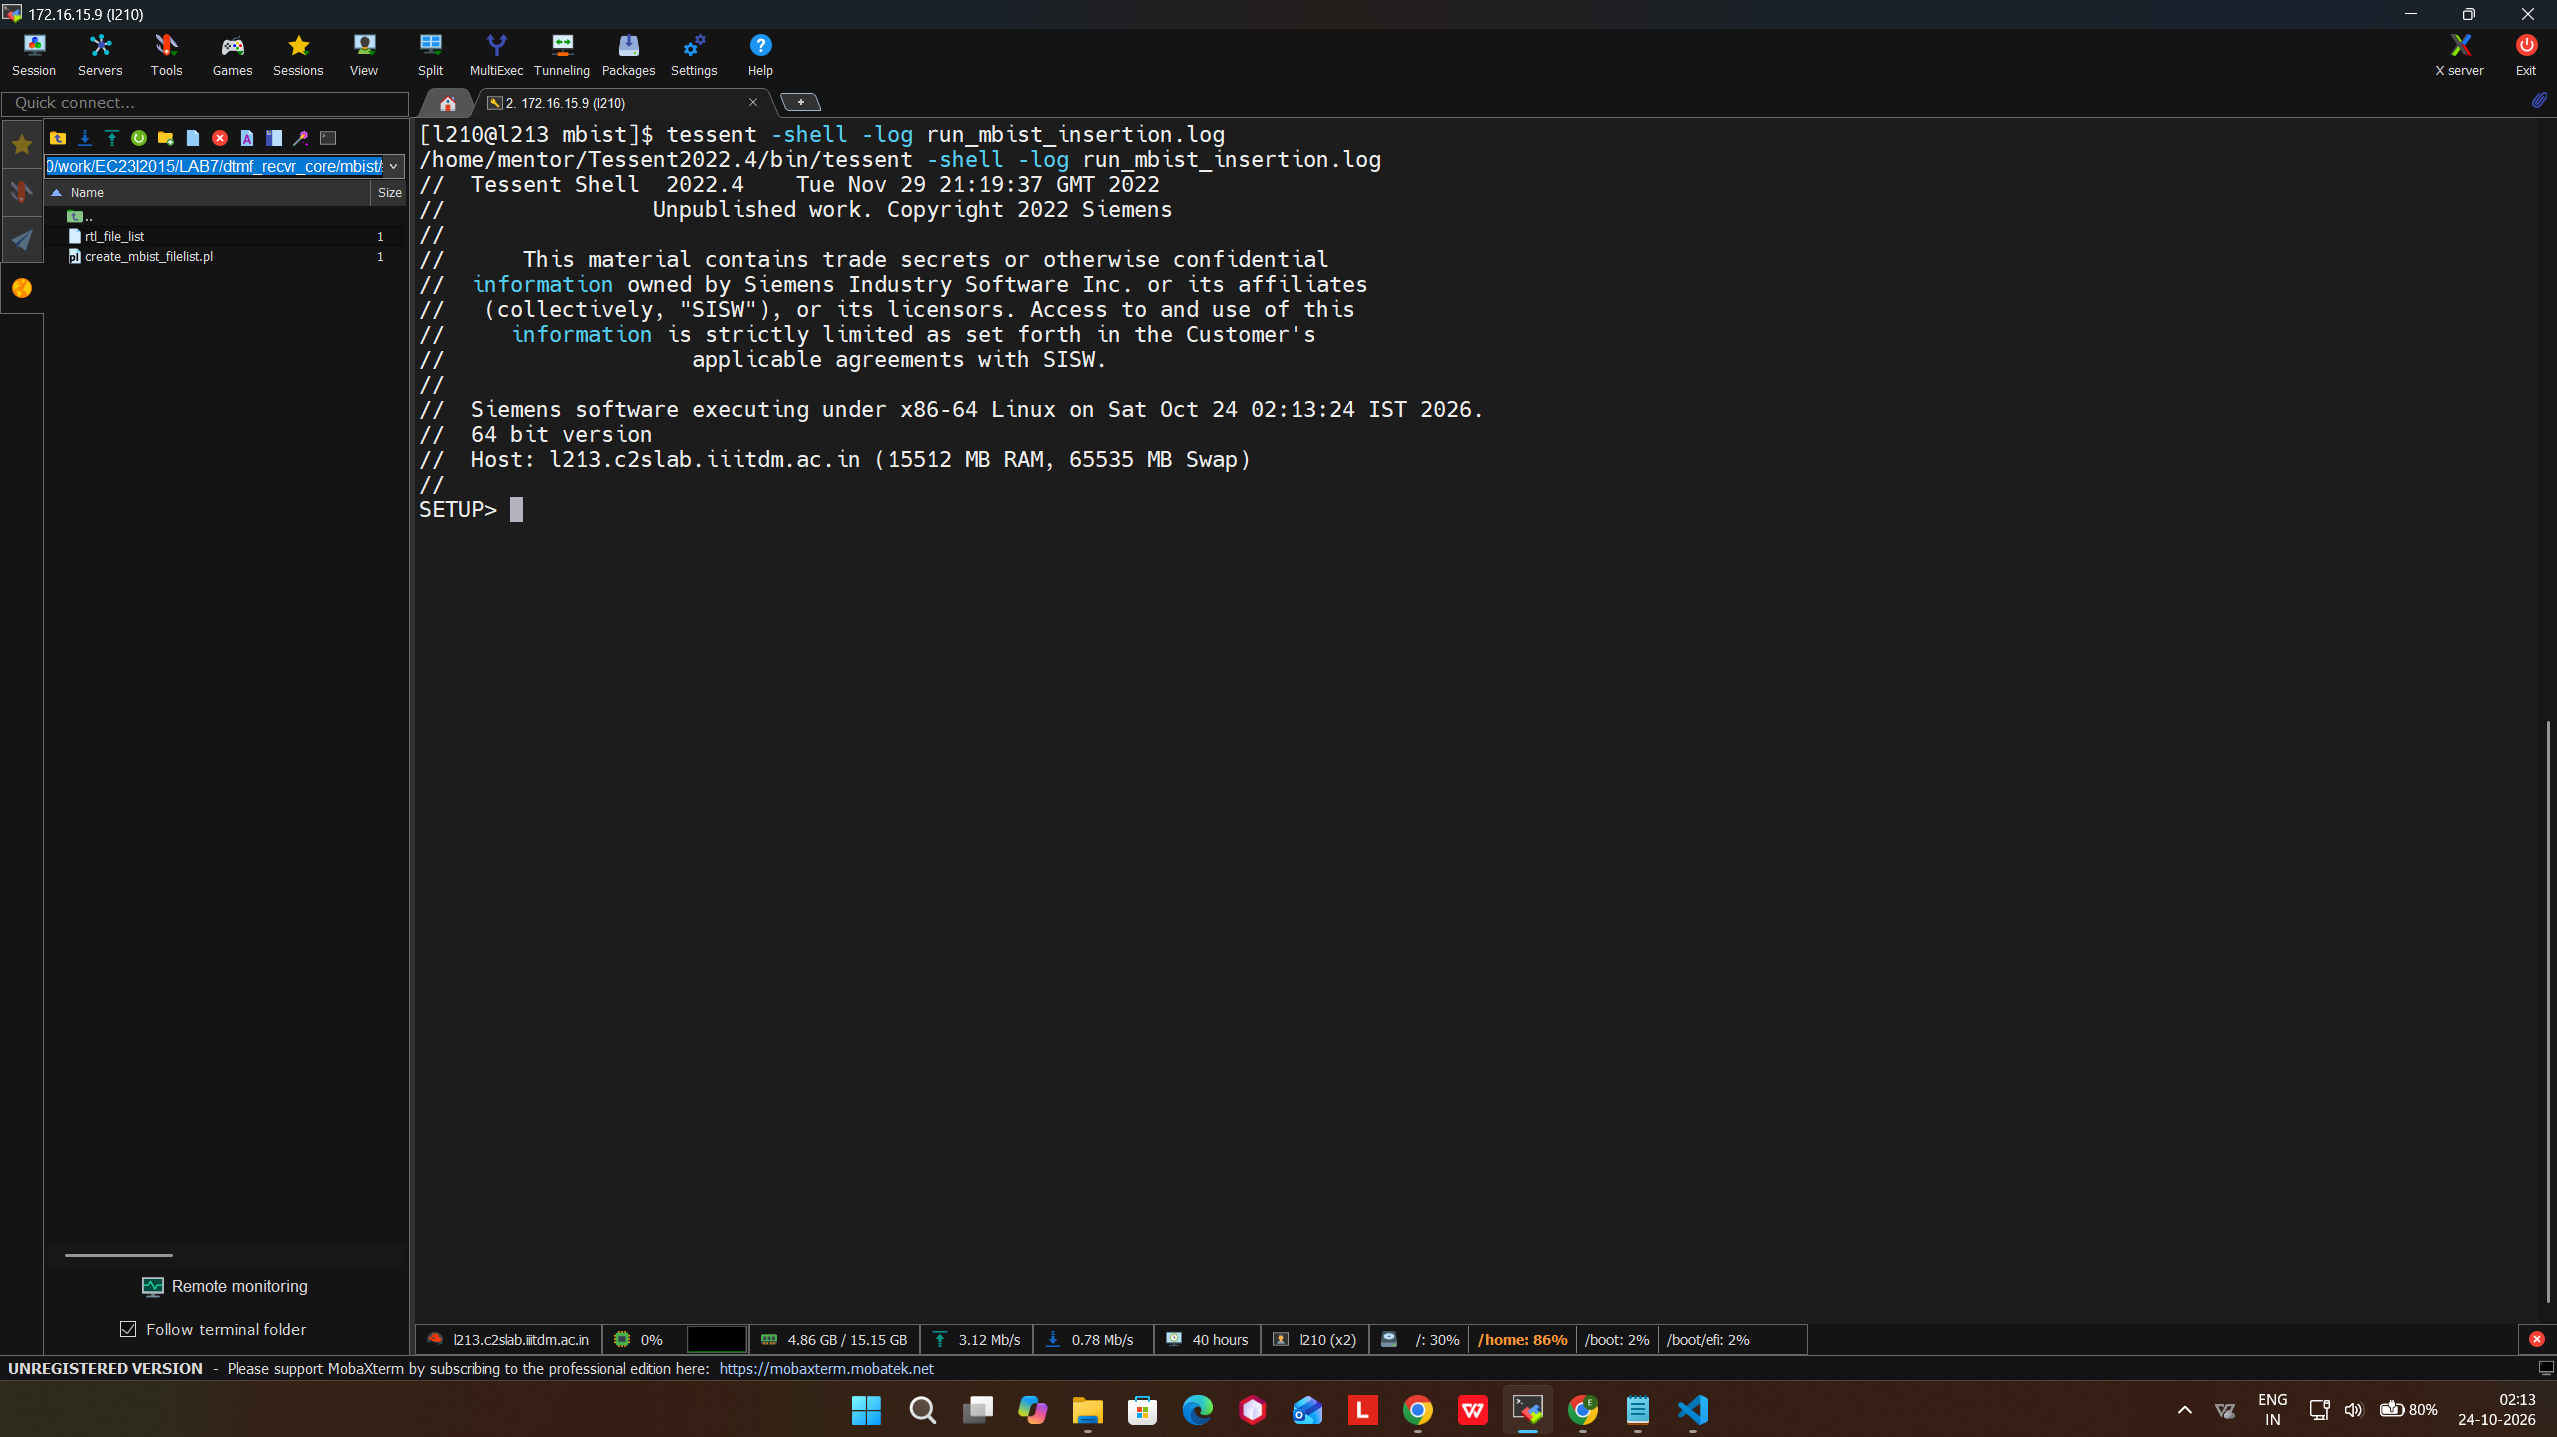 172.16.15.9 (l210)
Session Servers Tools Games Sessions View Split MultiExec Tunneling Packages Settings Help X server Exit
Quick connect...
2. 172.16.15.9 (l210)
0/work/EC23I2015/LAB7/dtmf_recvr_core/mbist/
Name Size
..
rtl_file_list 1
create_mbist_filelist.pl 1
[l210@l213 mbist]$ tessent -shell -log run_mbist_insertion.log
/home/mentor/Tessent2022.4/bin/tessent -shell -log run_mbist_insertion.log
//  Tessent Shell  2022.4    Tue Nov 29 21:19:37 GMT 2022
//                Unpublished work. Copyright 2022 Siemens
//
//      This material contains trade secrets or otherwise confidential
//  information owned by Siemens Industry Software Inc. or its affiliates
//   (collectively, "SISW"), or its licensors. Access to and use of this
//     information is strictly limited as set forth in the Customer's
//                   applicable agreements with SISW.
//
//  Siemens software executing under x86-64 Linux on Sat Oct 24 02:13:24 IST 2026.
//  64 bit version
//  Host: l213.c2slab.iiitdm.ac.in (15512 MB RAM, 65535 MB Swap)
//
SETUP>
Remote monitoring
Follow terminal folder
l213.c2slab.iiitdm.ac.in 0% 4.86 GB / 15.15 GB 3.12 Mb/s 0.78 Mb/s 40 hours l210 (x2) /: 30% /home: 86% /boot: 2% /boot/efi: 2%
UNREGISTERED VERSION - Please support MobaXterm by subscribing to the professional edition here: https://mobaxterm.mobatek.net
ENG
IN
80%
02:13
24-10-2026